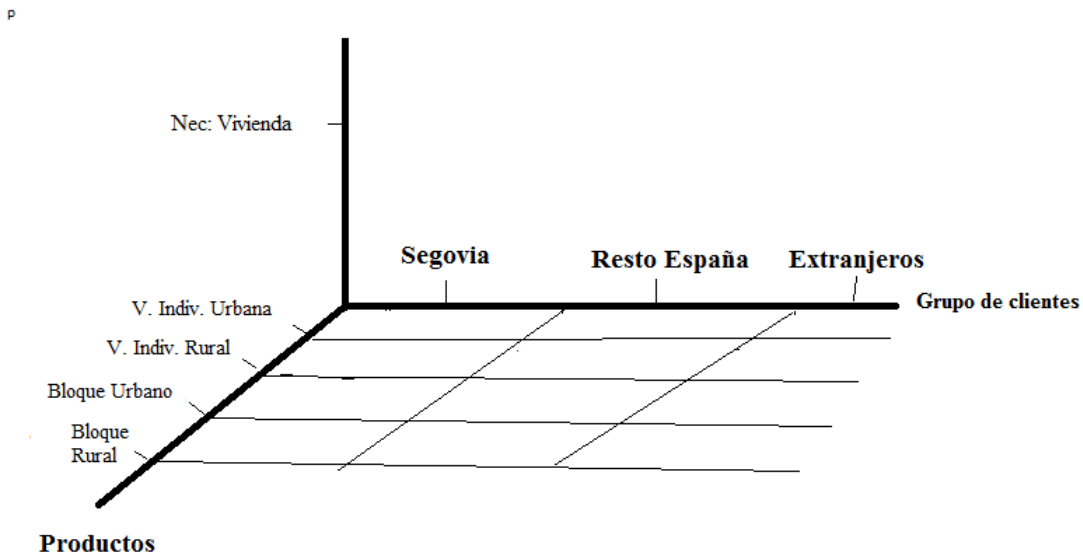 P
Nec: Vivienda
Segovia
Resto España
Extranjeros
Grupo de clientes
V. Indiv. Urbana
V. Indiv. Rural
Bloque Urbano
Bloque
Rural
Productos